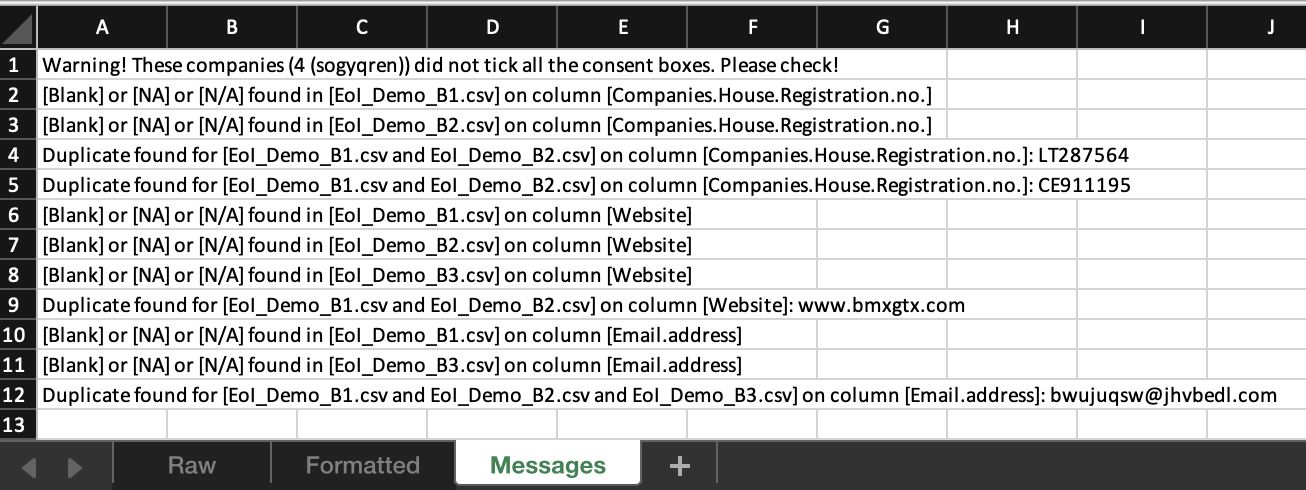 A B C D E F G H I J
1 Warning! These companies (4 (sogyqren)) did not tick all the consent boxes. Please check!
2 [Blank] or [NA] or [N/A] found in [EoI_Demo_B1.csv] on column [Companies.House.Registration.no.]
3 [Blank] or [NA] or [N/A] found in [EoI_Demo_B2.csv] on column [Companies.House.Registration.no.]
4 Duplicate found for [EoI_Demo_B1.csv and EoI_Demo_B2.csv] on column [Companies.House.Registration.no.]: LT287564
5 Duplicate found for [EoI_Demo_B1.csv and EoI_Demo_B2.csv] on column [Companies.House.Registration.no.]: CE911195
6 [Blank] or [NA] or [N/A] found in [EoI_Demo_B1.csv] on column [Website]
7 [Blank] or [NA] or [N/A] found in [EoI_Demo_B2.csv] on column [Website]
8 [Blank] or [NA] or [N/A] found in [EoI_Demo_B3.csv] on column [Website]
9 Duplicate found for [EoI_Demo_B1.csv and EoI_Demo_B2.csv] on column [Website]: www.bmxgtx.com
10 [Blank] or [NA] or [N/A] found in [EoI_Demo_B1.csv] on column [Email.address]
11 [Blank] or [NA] or [N/A] found in [EoI_Demo_B3.csv] on column [Email.address]
12 Duplicate found for [EoI_Demo_B1.csv and EoI_Demo_B2.csv and EoI_Demo_B3.csv] on column [Email.address]: bwujuqsw@jhvbedl.com
13
Raw Formatted Messages +